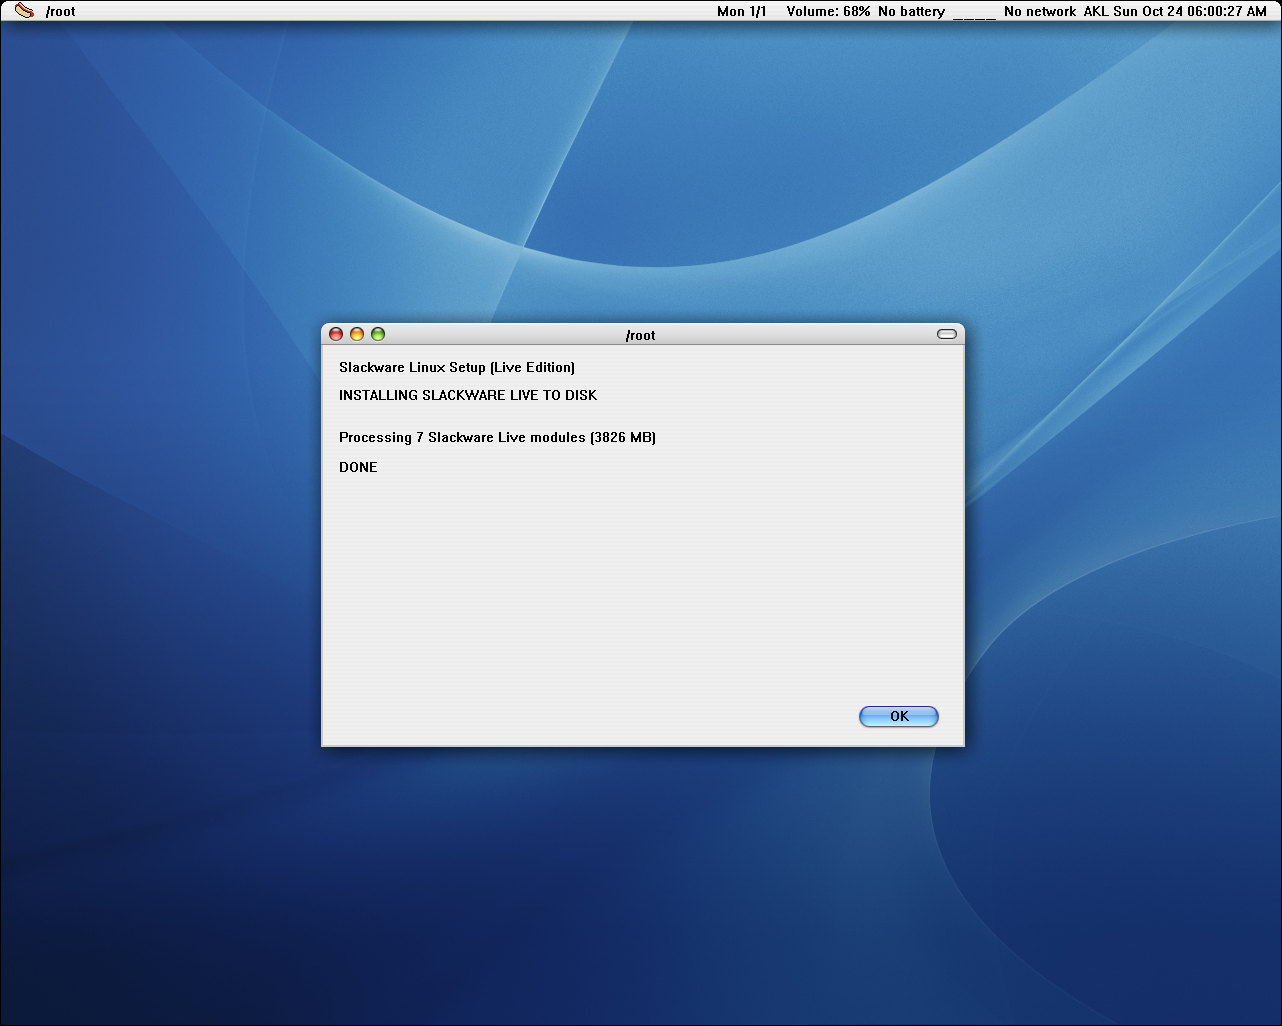 /root
Mon 1/1 Volume: 68% No battery ____ No network AKL Sun Oct 24 06:00:27 AM
/root
Slackware Linux Setup (Live Edition)
INSTALLING SLACKWARE LIVE TO DISK
Processing 7 Slackware Live modules (3826 MB)
DONE
OK